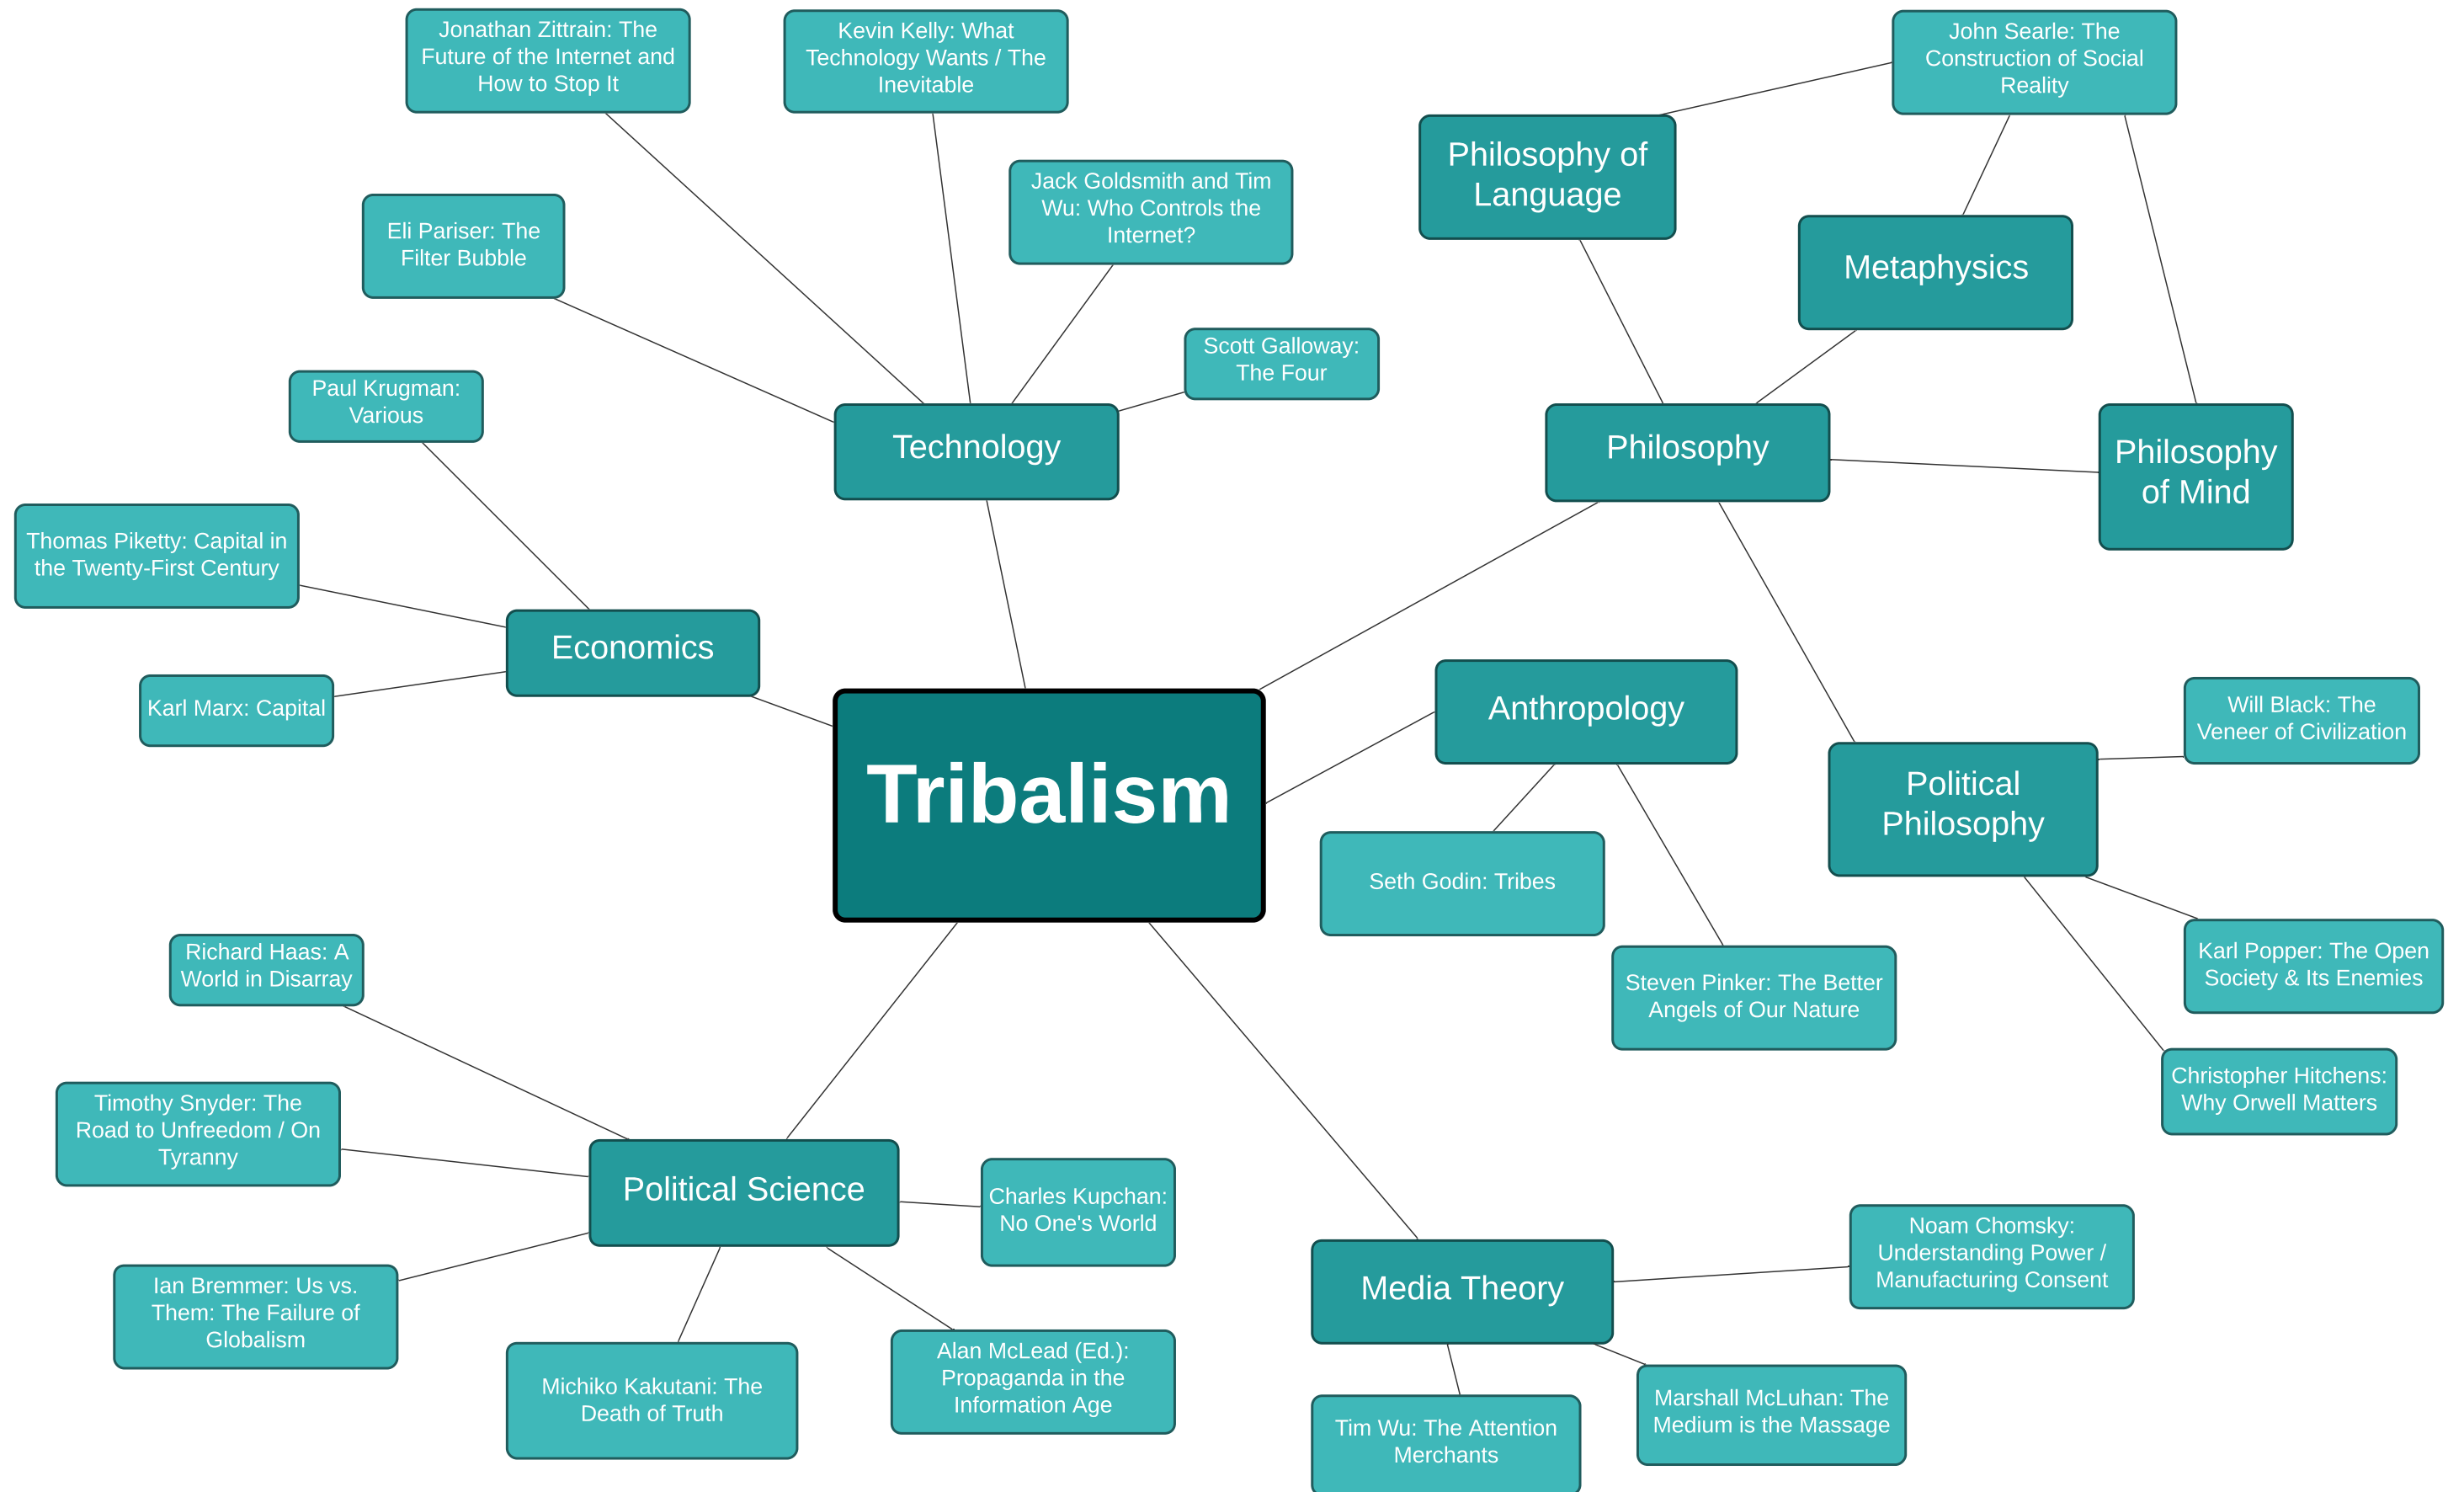 Jonathan Zittrain: The
Future of the Internet and
How to Stop It
Kevin Kelly: What
Technology Wants / The
Inevitable
John Searle: The
Construction of Social
Reality
Philosophy of
Language
Jack Goldsmith and Tim
Wu: Who Controls the
Internet?
Eli Pariser: The
Filter Bubble
Metaphysics
Scott Galloway:
The Four
Paul Krugman:
Various
Technology
Philosophy
Philosophy
of Mind
Thomas Piketty: Capital in
the Twenty-First Century
Economics
Karl Marx: Capital
Tribalism
Anthropology
Will Black: The
Veneer of Civilization
Political
Philosophy
Seth Godin: Tribes
Richard Haas: A
World in Disarray
Steven Pinker: The Better
Angels of Our Nature
Karl Popper: The Open
Society & Its Enemies
Christopher Hitchens:
Why Orwell Matters
Timothy Snyder: The
Road to Unfreedom / On
Tyranny
Political Science
Charles Kupchan:
No One's World
Noam Chomsky:
Understanding Power /
Manufacturing Consent
Media Theory
Ian Bremmer: Us vs.
Them: The Failure of
Globalism
Michiko Kakutani: The
Death of Truth
Alan McLead (Ed.):
Propaganda in the
Information Age
Marshall McLuhan: The
Medium is the Massage
Tim Wu: The Attention
Merchants